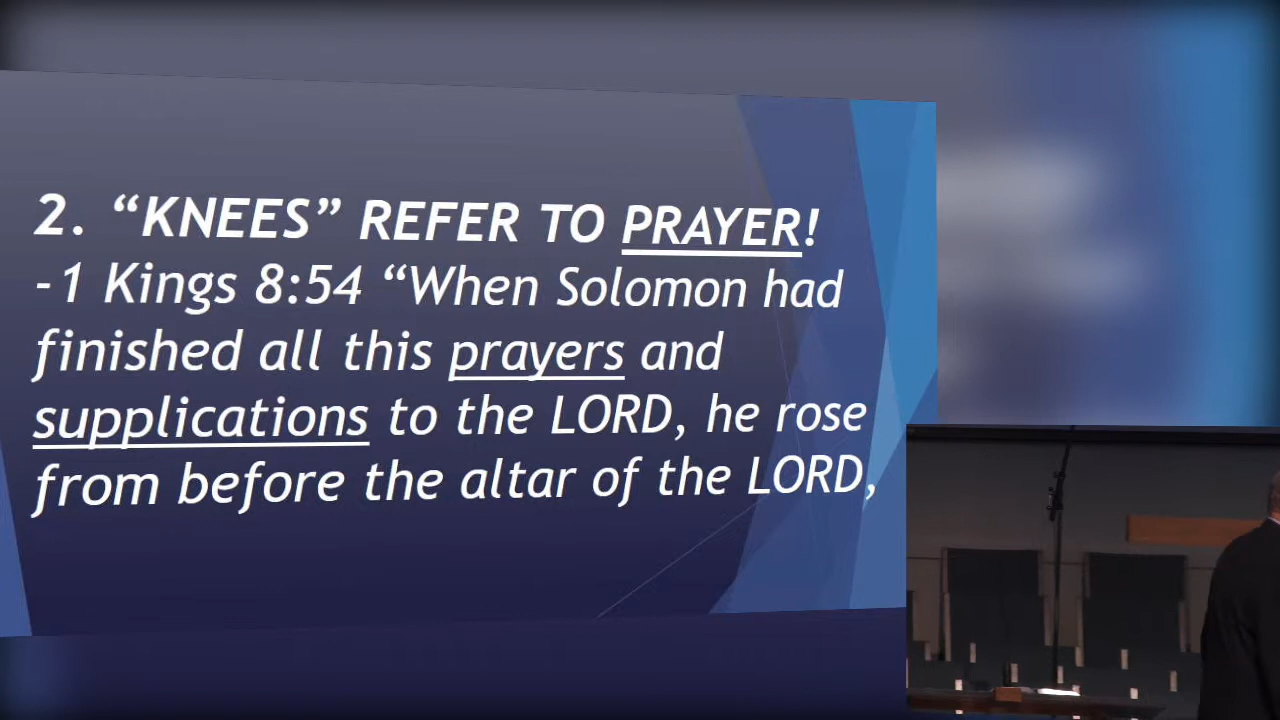 2. “KNEES” REFER TO PRAYER!
-1 Kings 8:54 “When Solomon had
finished all this prayers and
supplications to the LORD, he rose
from before the altar of the LORD,